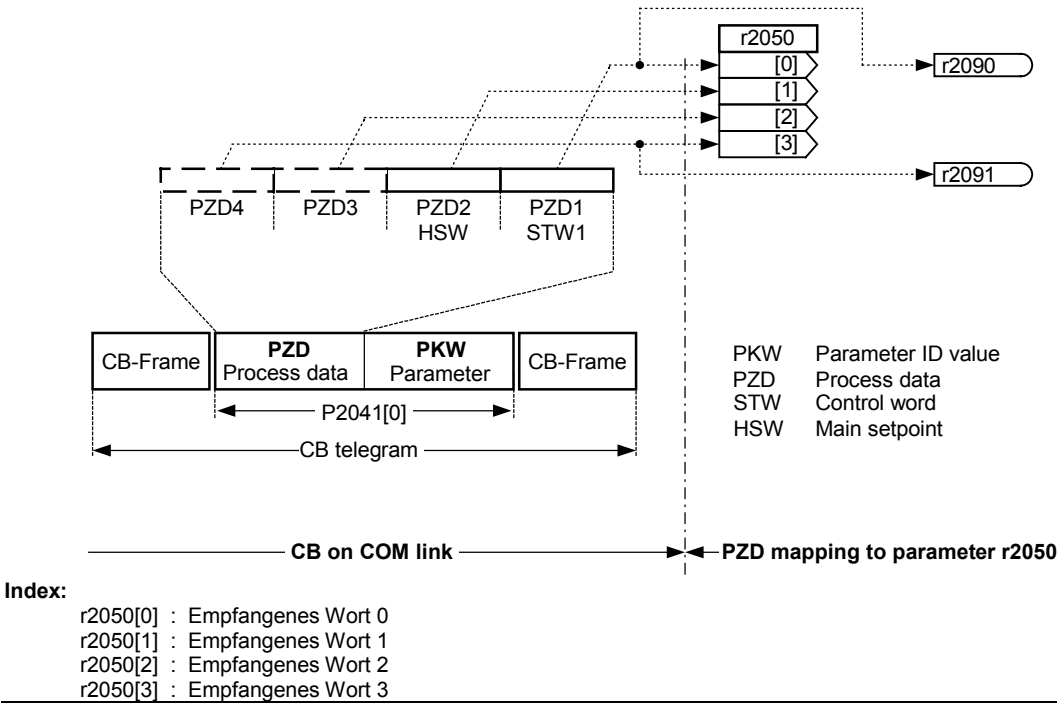 r2050
[0]
r2090
[1]
[2]
[3]
r2091
PZD4 PZD3 PZD2 PZD1
HSW STW1
CB-Frame PZD PKW CB-Frame
Process data Parameter
P2041[0]
CB telegram
PKW Parameter ID value
PZD Process data
STW Control word
HSW Main setpoint
CB on COM link PZD mapping to parameter r2050
Index:
r2050[0] : Empfangenes Wort 0
r2050[1] : Empfangenes Wort 1
r2050[2] : Empfangenes Wort 2
r2050[3] : Empfangenes Wort 3